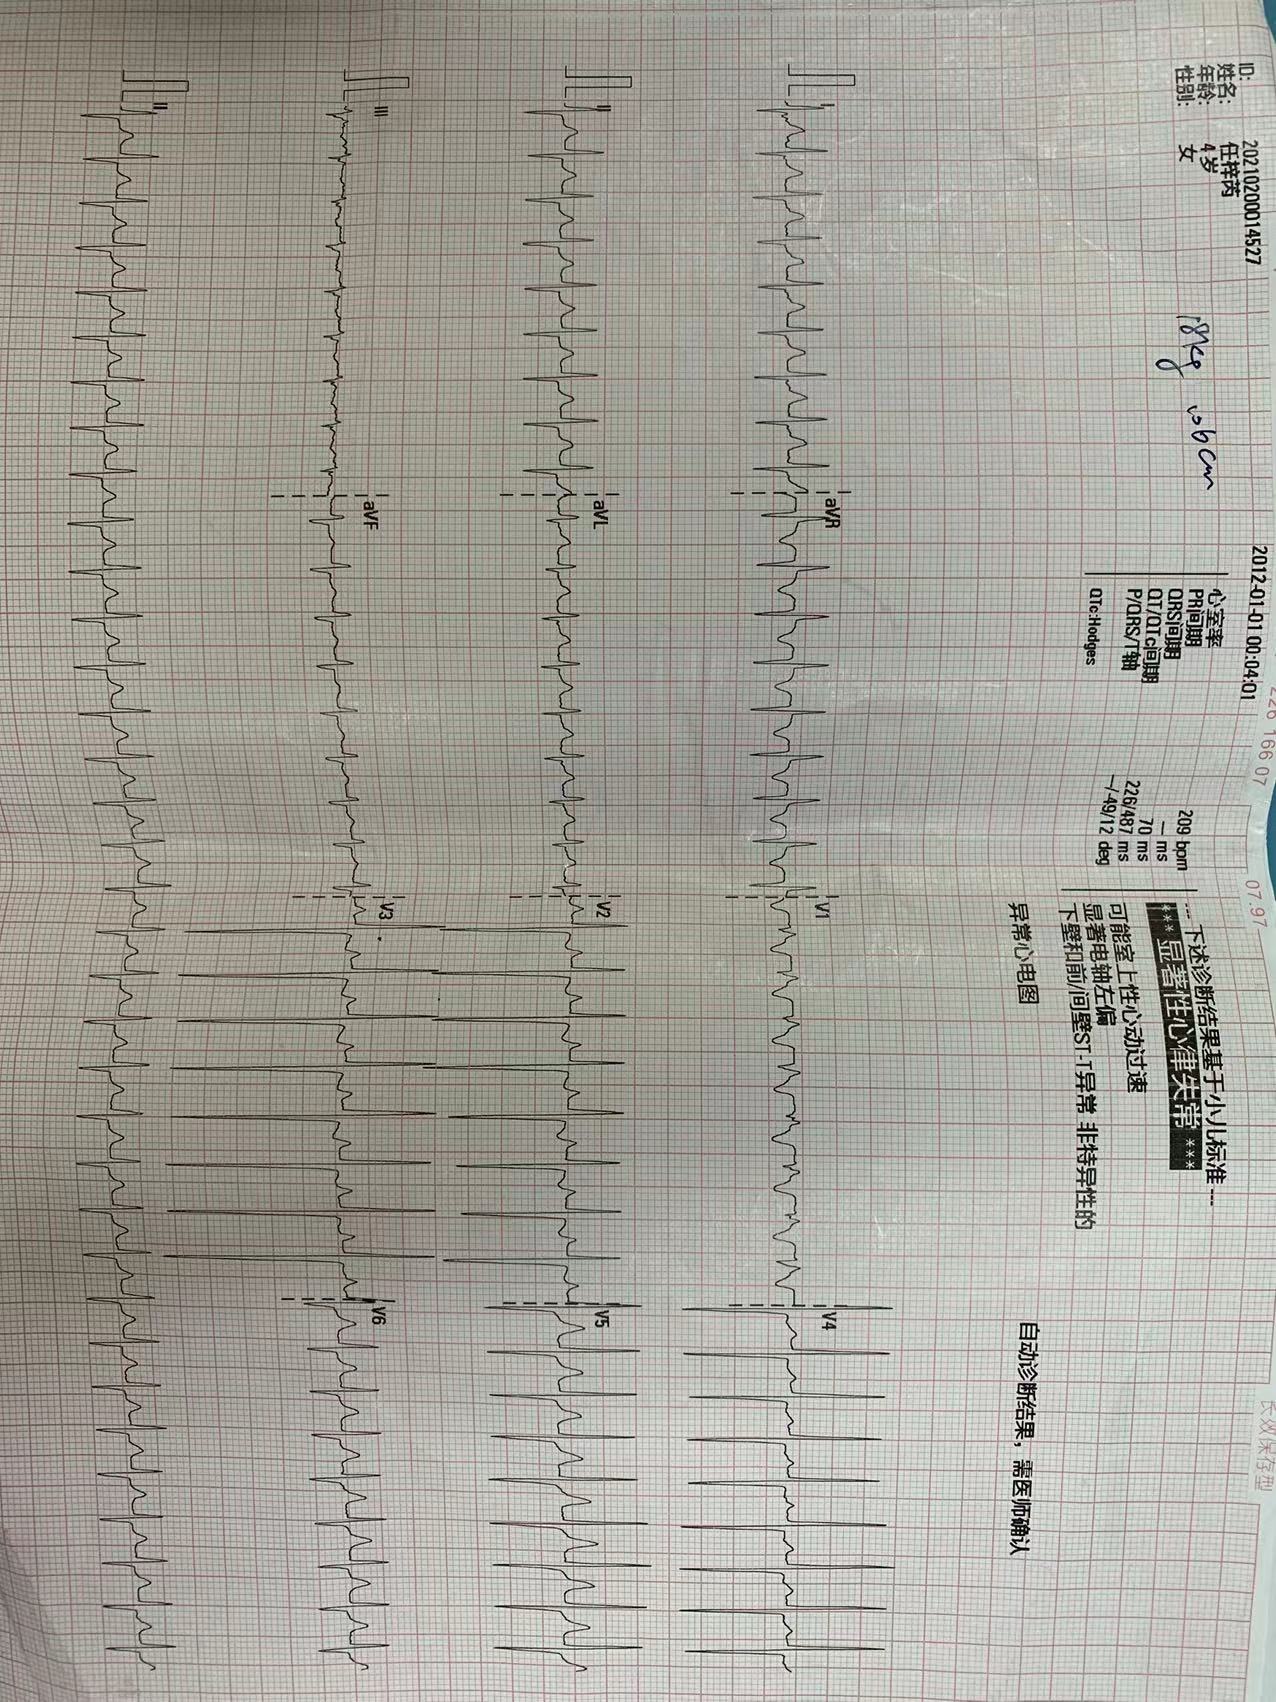 ID: 20210200014527
姓名: 任梓芮
年龄: 4 岁
性别: 女
18kg
2012-01-01 00:04:01
心室率 209 bpm
PR间期 — ms
QRS间期 70 ms
QT/QTc间期 226/487 ms
P/QRS/T轴 —/-49/12 deg
QTc:Hodges
--- 下述诊断结果基于小儿标准 ---
*** 显著性心律失常 ***
可能室上性心动过速
显著电轴左偏
下壁和前/间壁ST-T异常 非特异性的
异常心电图
自动诊断结果，需医师确认
226 166 07
07.97
长效保存型
I aVR V1 V4
II aVL V2 V5
III aVF V3 V6
II